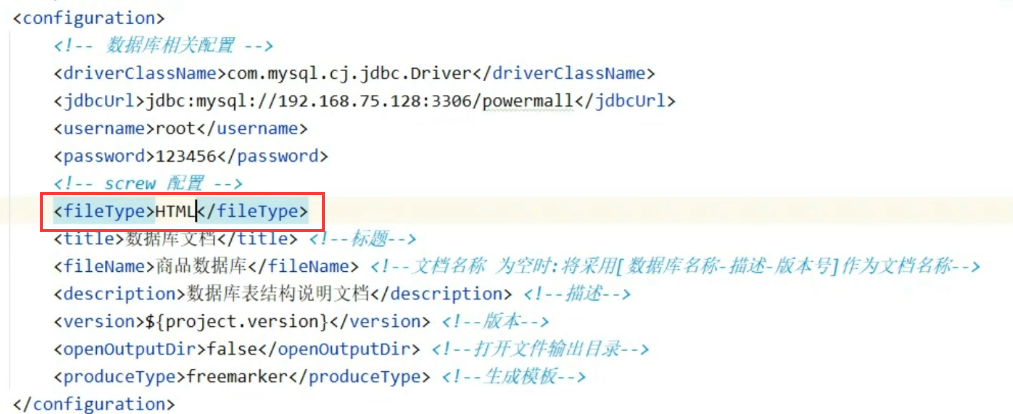 <configuration>
<!-- 数据库相关配置 -->
<driverClassName>com.mysql.cj.jdbc.Driver</driverClassName>
<jdbcUrl>jdbc:mysql://192.168.75.128:3306/powermall</jdbcUrl>
<username>root</username>
<password>123456</password>
<!-- screw 配置 -->
<fileType>HTML</fileType>
<title>数据库文档</title> <!--标题-->
<fileName>商品数据库</fileName> <!--文档名称 为空时:将采用[数据库名称-描述-版本号]作为文档名称-->
<description>数据库表结构说明文档</description> <!--描述-->
<version>${project.version}</version> <!--版本-->
<openOutputDir>false</openOutputDir> <!--打开文件输出目录-->
<produceType>freemarker</produceType> <!--生成模板-->
</configuration>